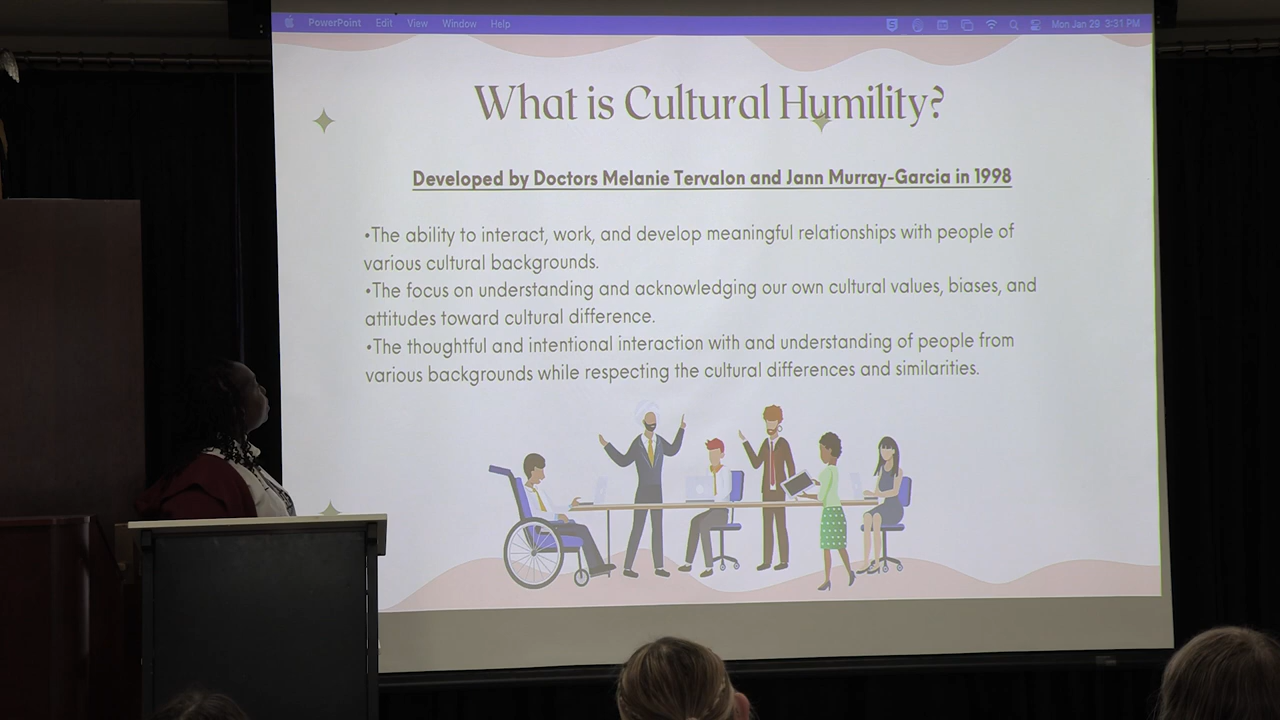 PowerPoint Edit View Window Help Mon Jan 29 3:31 PM
What is Cultural Humility?
Developed by Doctors Melanie Tervalon and Jann Murray-Garcia in 1998
•The ability to interact, work, and develop meaningful relationships with people of
various cultural backgrounds.
•The focus on understanding and acknowledging our own cultural values, biases, and
attitudes toward cultural difference.
•The thoughtful and intentional interaction with and understanding of people from
various backgrounds while respecting the cultural differences and similarities.